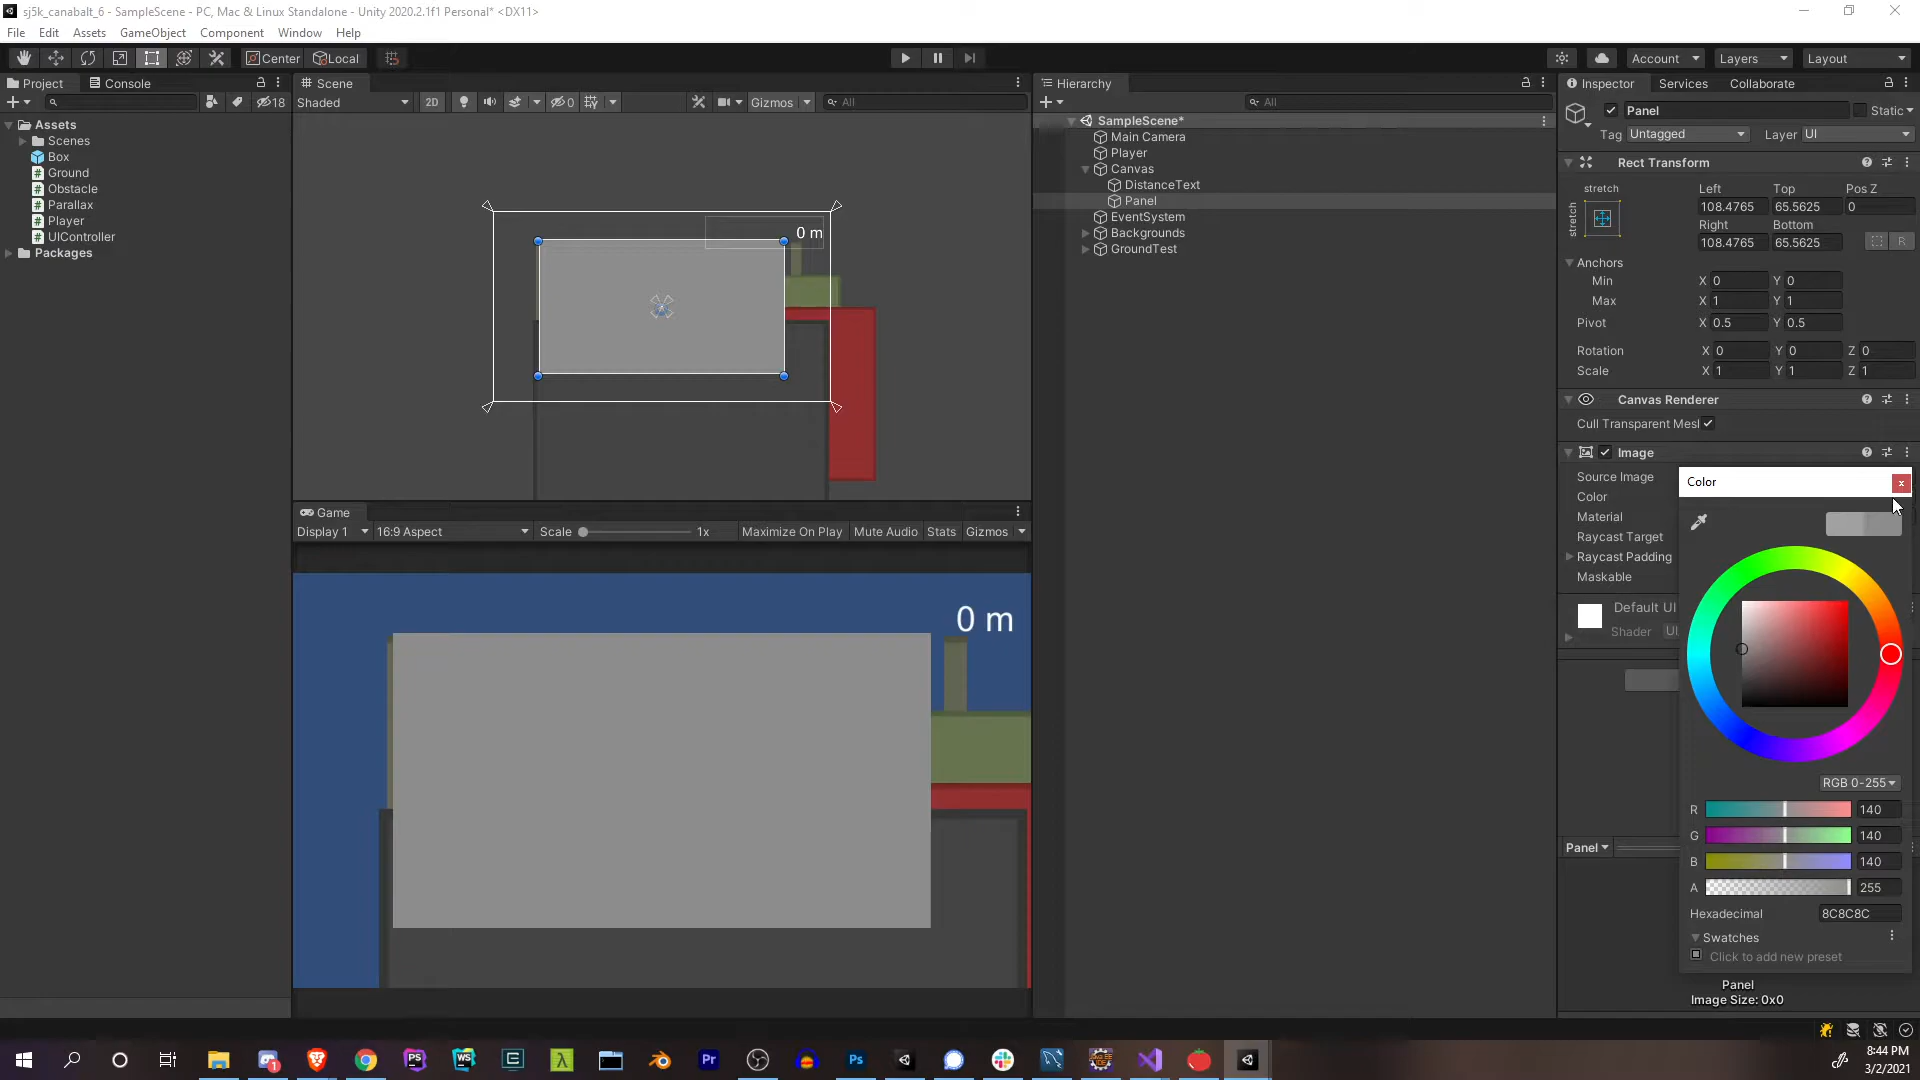 sj5k_canabalt_6 - SampleScene - PC, Mac & Linux Standalone - Unity 2020.2.1f1 Personal* <DX11>
File Edit Assets GameObject Component Window Help
Center Local Account Layers Layout
Project Console
18
Assets
Scenes
Box
Ground
Obstacle
Parallax
Player
UIController
Packages
Scene
Shaded 2D 0 Gizmos All
0 m
Game
Display 1 16:9 Aspect Scale 1x Maximize On Play Mute Audio Stats Gizmos
0 m
Hierarchy
All
SampleScene*
Main Camera
Player
Canvas
DistanceText
Panel
EventSystem
Backgrounds
GroundTest
Inspector Services Collaborate
Panel Static
Tag Untagged Layer UI
Rect Transform
stretch Left Top Pos Z
stretch 108.4765 65.5625 0
Right Bottom
108.4765 65.5625 R
Anchors
Min X 0 Y 0
Max X 1 Y 1
Pivot X 0.5 Y 0.5
Rotation X 0 Y 0 Z 0
Scale X 1 Y 1 Z 1
Canvas Renderer
Cull Transparent Mesl
Image
Source Image
Color
Material
Raycast Target
Raycast Padding
Maskable
Default UI
Shader UI
Color
x
RGB 0-255
R 140
G 140
B 140
A 255
Hexadecimal 8C8C8C
Swatches
Click to add new preset
Panel
Panel
Image Size: 0x0
8:44 PM
3/2/2021